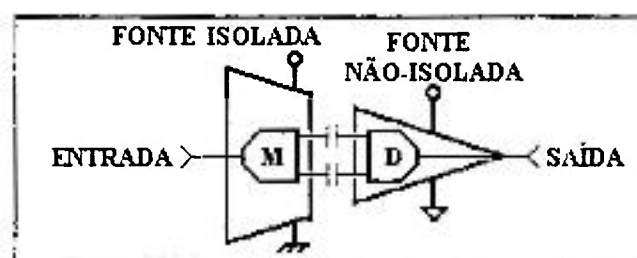 FONTE ISOLADA
FONTE
NÃO-ISOLADA
ENTRADA
M
D
SAÍDA